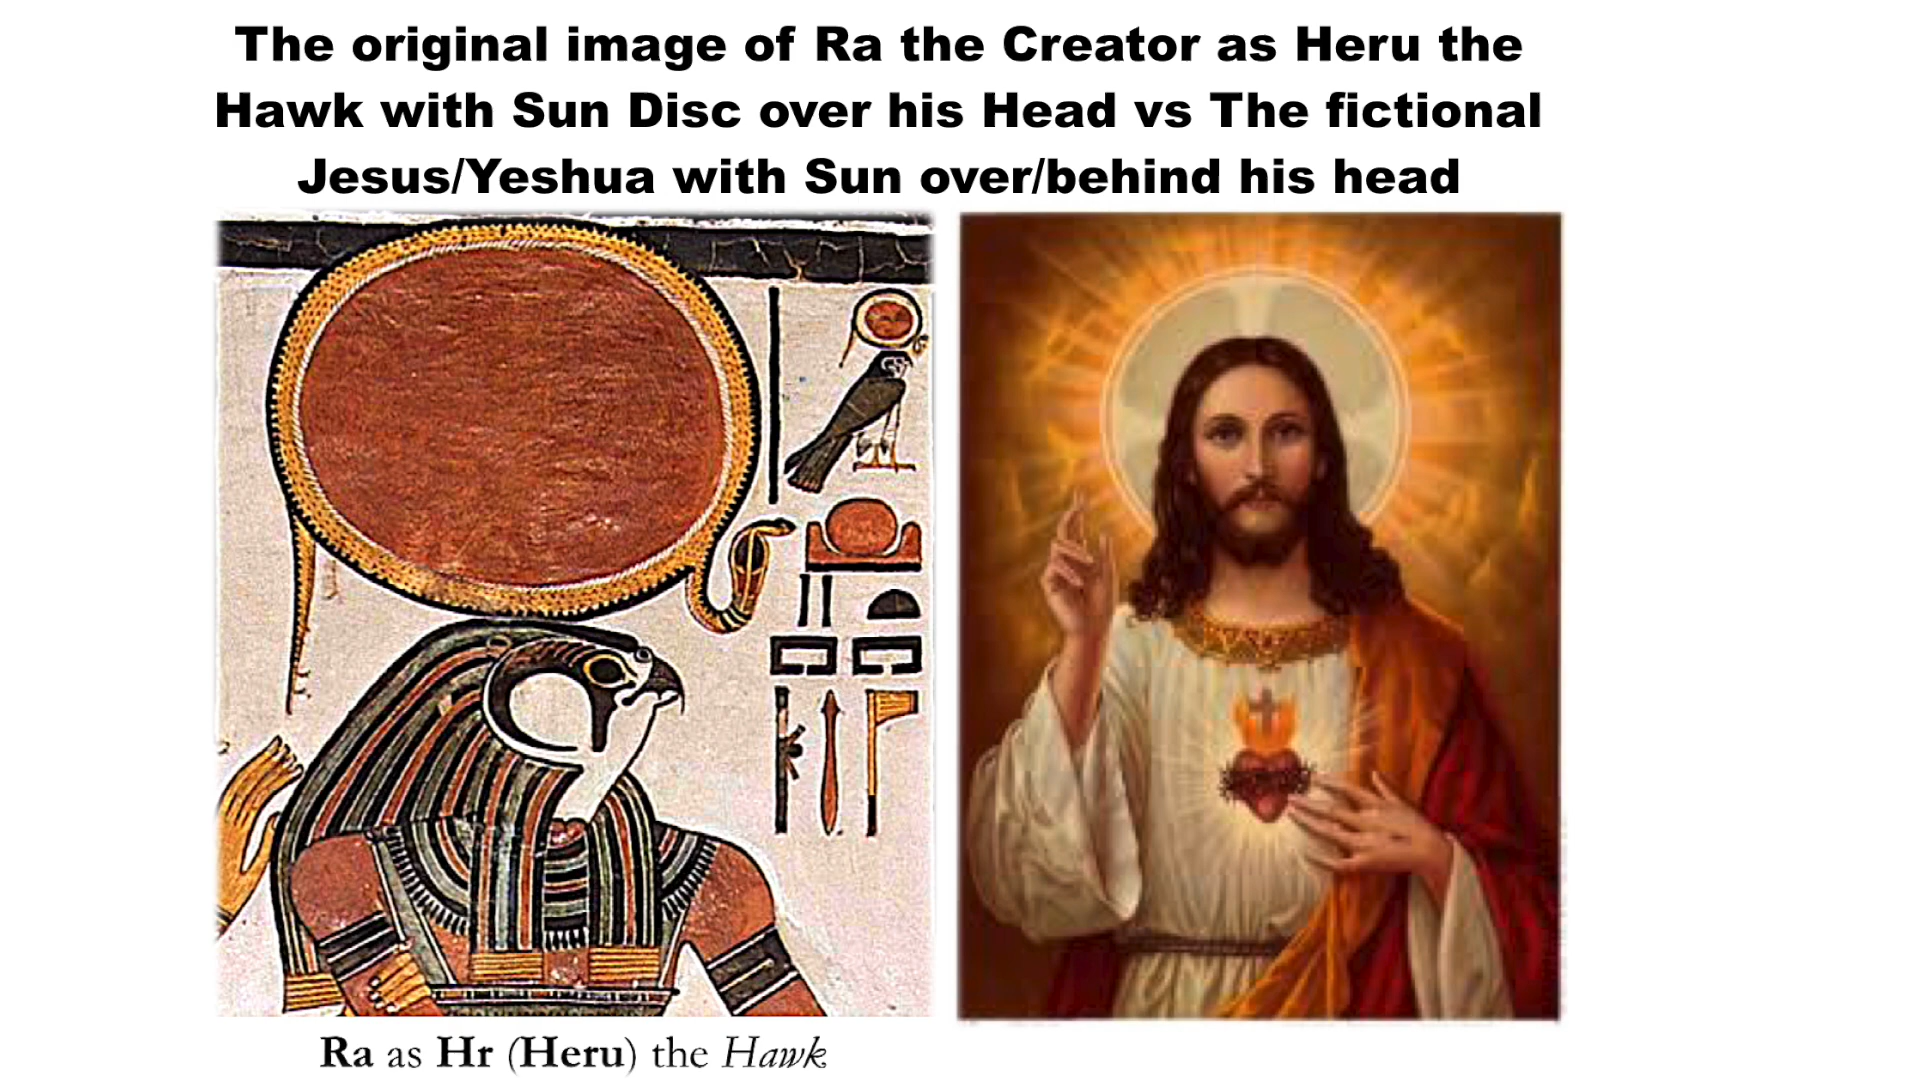 The original image of Ra the Creator as Heru the
Hawk with Sun Disc over his Head vs The fictional
Jesus/Yeshua with Sun over/behind his head
Ra as Hr (Heru) the Hawk